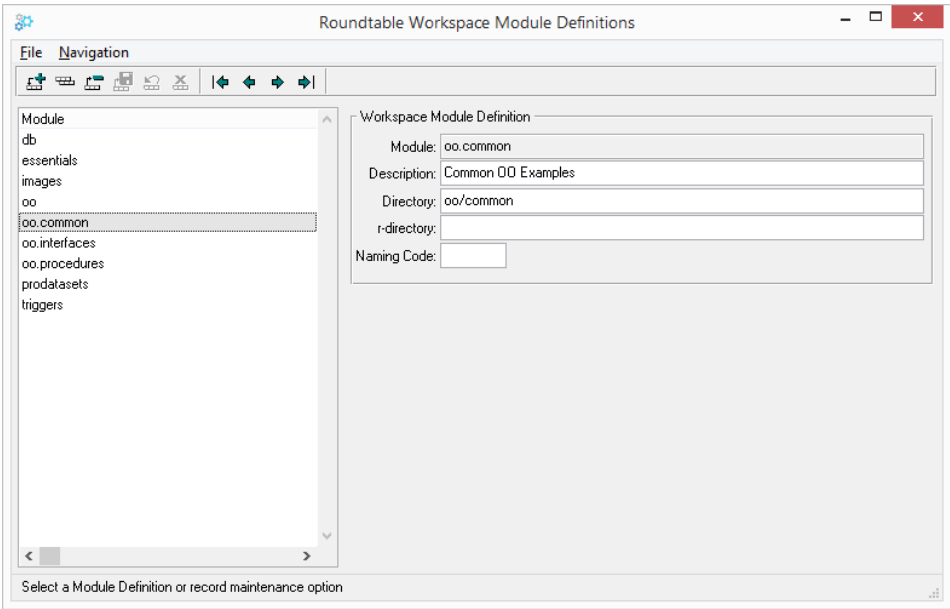 Roundtable Workspace Module Definitions
File Navigation
Module
db
essentials
images
oo
oo.common
oo.interfaces
oo.procedures
prodatasets
triggers
Workspace Module Definition
Module: oo.common
Description: Common OO Examples
Directory: oo/common
r-directory:
Naming Code:
Select a Module Definition or record maintenance option